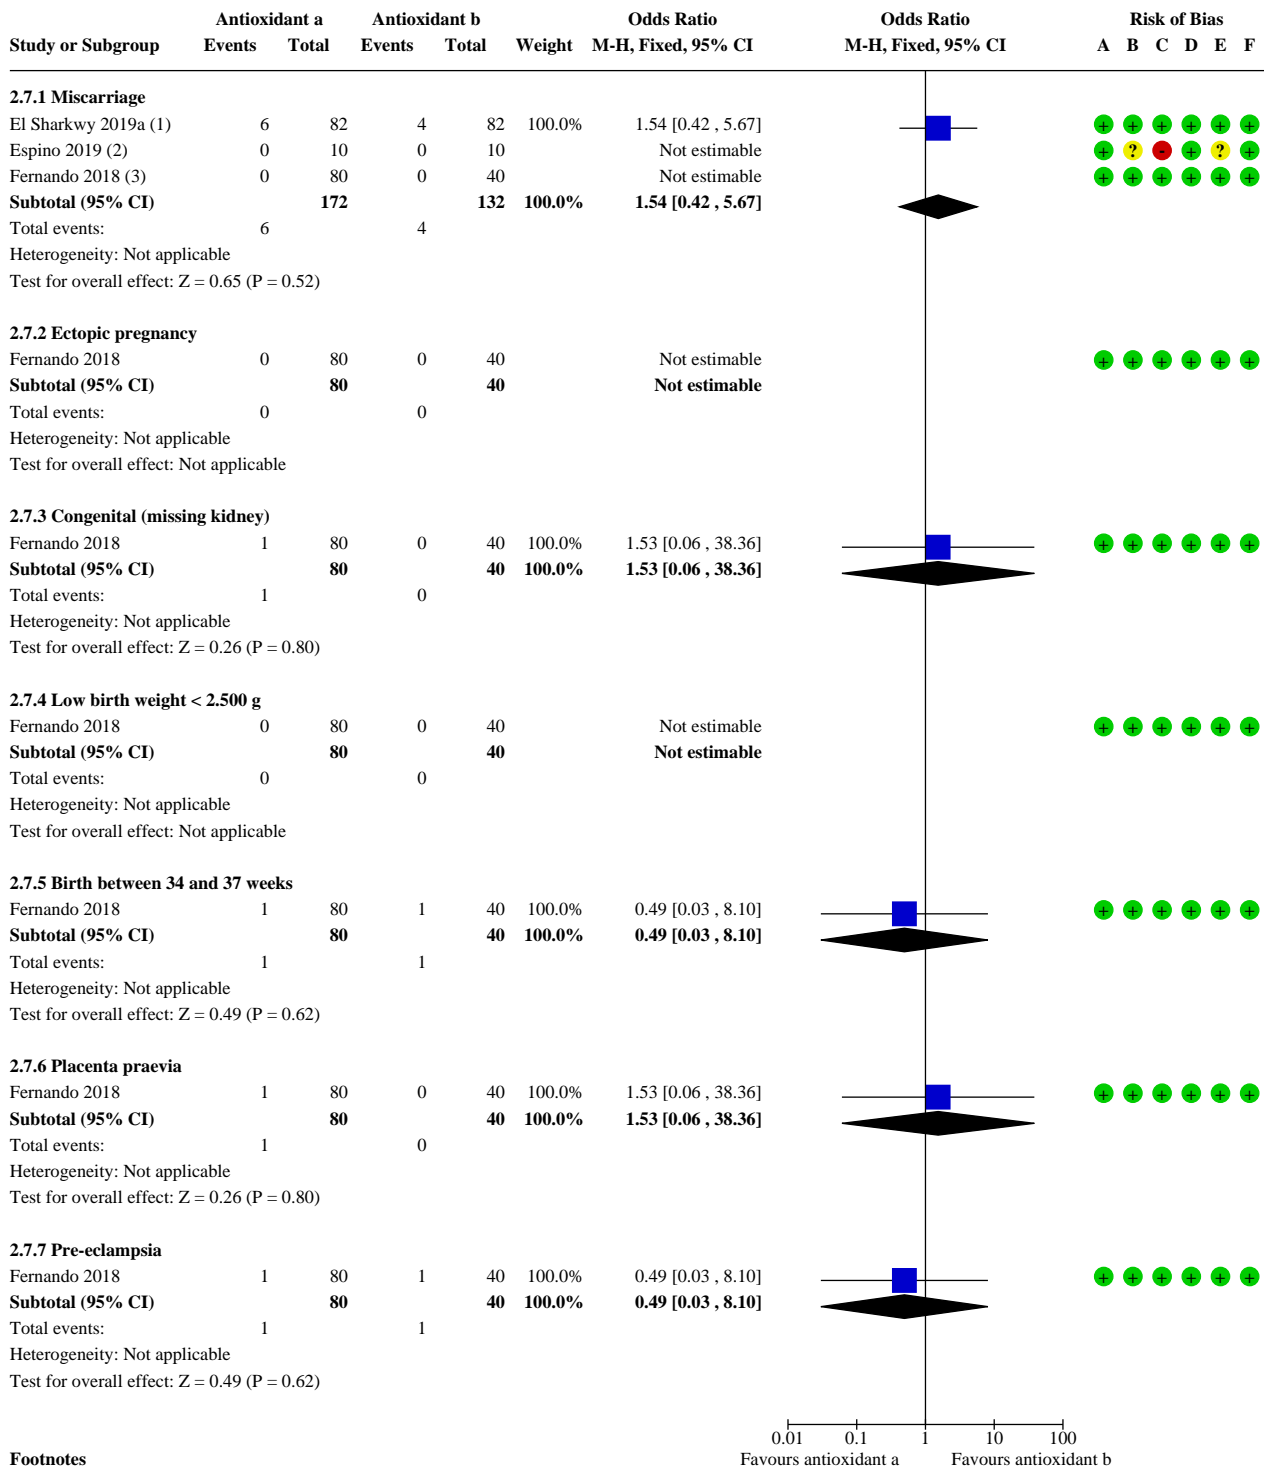 Antioxidant a Antioxidant b Odds Ratio Odds Ratio Risk of Bias
Study or Subgroup Events Total Events Total Weight M-H, Fixed, 95% CI M-H, Fixed, 95% CI A B C D E F
2.7.1 Miscarriage
El Sharkwy 2019a (1) 6 82 4 82 100.0% 1.54 [0.42 , 5.67] + + + + + +
Espino 2019 (2) 0 10 0 10 Not estimable + ? - + ? +
Fernando 2018 (3) 0 80 0 40 Not estimable + + + + + +
Subtotal (95% CI) 172 132 100.0% 1.54 [0.42 , 5.67]
Total events: 6 4
Heterogeneity: Not applicable
Test for overall effect: Z = 0.65 (P = 0.52)
2.7.2 Ectopic pregnancy
Fernando 2018 0 80 0 40 Not estimable + + + + + +
Subtotal (95% CI) 80 40 Not estimable
Total events: 0 0
Heterogeneity: Not applicable
Test for overall effect: Not applicable
2.7.3 Congenital (missing kidney)
Fernando 2018 1 80 0 40 100.0% 1.53 [0.06 , 38.36] + + + + + +
Subtotal (95% CI) 80 40 100.0% 1.53 [0.06 , 38.36]
Total events: 1 0
Heterogeneity: Not applicable
Test for overall effect: Z = 0.26 (P = 0.80)
2.7.4 Low birth weight < 2.500 g
Fernando 2018 0 80 0 40 Not estimable + + + + + +
Subtotal (95% CI) 80 40 Not estimable
Total events: 0 0
Heterogeneity: Not applicable
Test for overall effect: Not applicable
2.7.5 Birth between 34 and 37 weeks
Fernando 2018 1 80 1 40 100.0% 0.49 [0.03 , 8.10] + + + + + +
Subtotal (95% CI) 80 40 100.0% 0.49 [0.03 , 8.10]
Total events: 1 1
Heterogeneity: Not applicable
Test for overall effect: Z = 0.49 (P = 0.62)
2.7.6 Placenta praevia
Fernando 2018 1 80 0 40 100.0% 1.53 [0.06 , 38.36] + + + + + +
Subtotal (95% CI) 80 40 100.0% 1.53 [0.06 , 38.36]
Total events: 1 0
Heterogeneity: Not applicable
Test for overall effect: Z = 0.26 (P = 0.80)
2.7.7 Pre-eclampsia
Fernando 2018 1 80 1 40 100.0% 0.49 [0.03 , 8.10] + + + + + +
Subtotal (95% CI) 80 40 100.0% 0.49 [0.03 , 8.10]
Total events: 1 1
Heterogeneity: Not applicable
Test for overall effect: Z = 0.49 (P = 0.62)
0.01 0.1 1 10 100
Footnotes Favours antioxidant a Favours antioxidant b